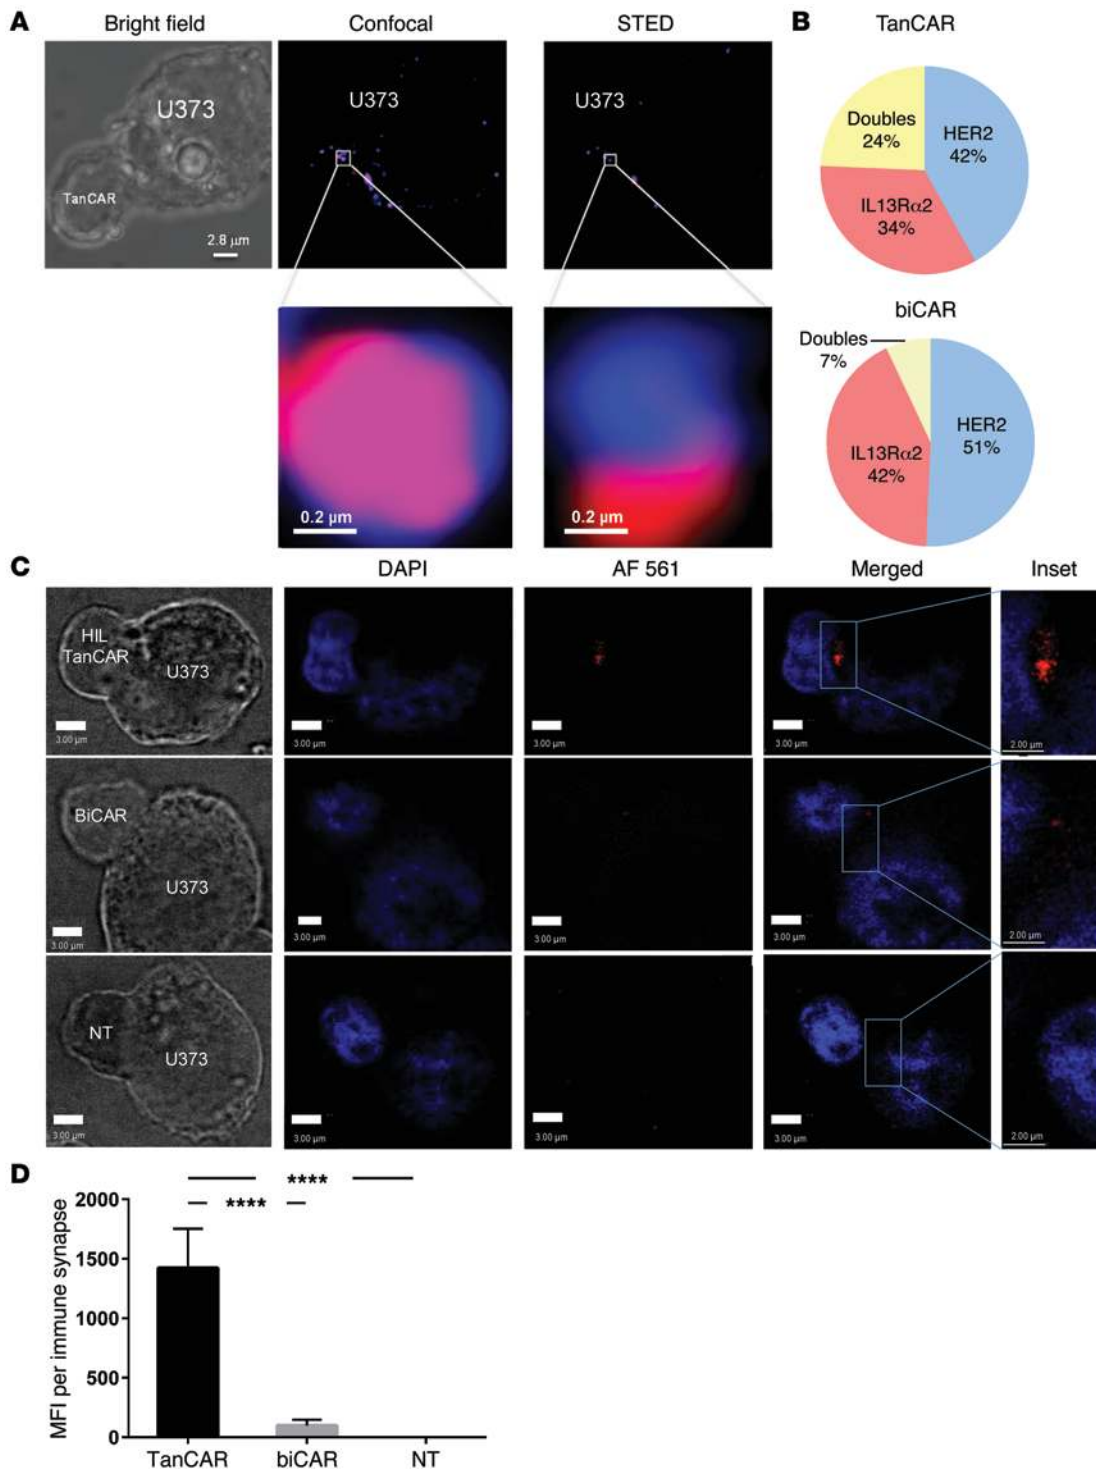 A
Bright field
Confocal
STED
U373
TanCAR
2.8 µm
U373
U373
0.2 µm
0.2 µm
B
TanCAR
Doubles
24%
HER2
42%
IL13Rα2
34%
biCAR
Doubles
7%
HER2
51%
IL13Rα2
42%
C
DAPI
AF 561
Merged
Inset
HIL
TanCAR
U373
3.00 µm
3.00 µm
3.00 µm
3.00 µm
2.00 µm
BiCAR
U373
3.00 µm
3.00 µm
3.00 µm
3.00 µm
2.00 µm
NT
U373
3.00 µm
3.00 µm
3.00 µm
3.00 µm
2.00 µm
D
****
****
MFI per immune synapse
2000
1500
1000
500
0
TanCAR
biCAR
NT